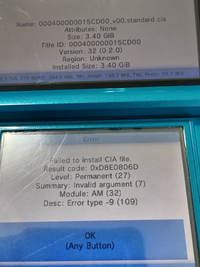 Name: 000400000015CD00_v00.standard.cia
Attributes: None
Size: 3.40 GiB
Title ID: 000400000015CD00
Version: 32 (0.2.0)
Region: Unknown
Installed Size: 3.40 GiB
Error
Failed to install CIA file.
Result code: 0xD8E0806D
Level: Permanent (27)
Summary: Invalid argument (7)
Module: AM (32)
Desc: Error type -9 (109)
OK
(Any Button)